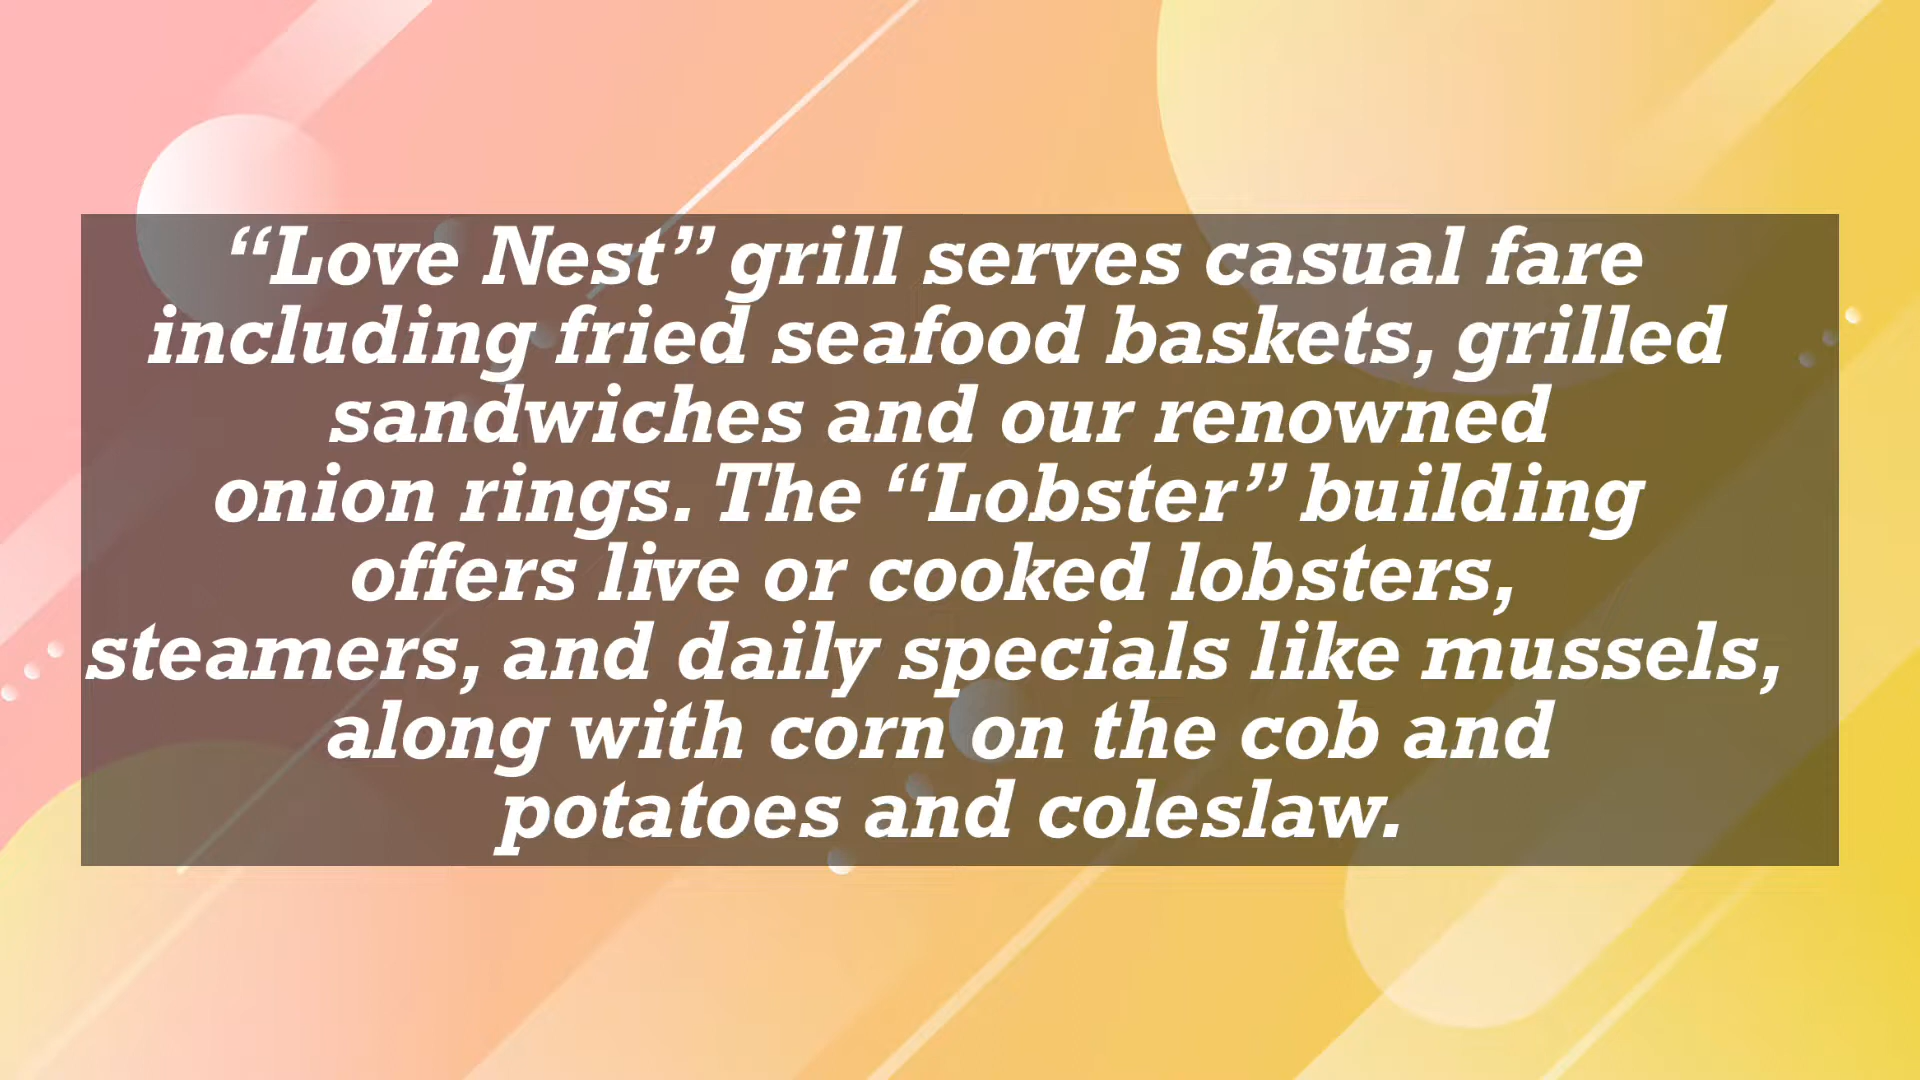 “Love Nest” grill serves casual fare
including fried seafood baskets, grilled
sandwiches and our renowned
onion rings. The “Lobster” building
offers live or cooked lobsters,
steamers, and daily specials like mussels,
along with corn on the cob and
potatoes and coleslaw.